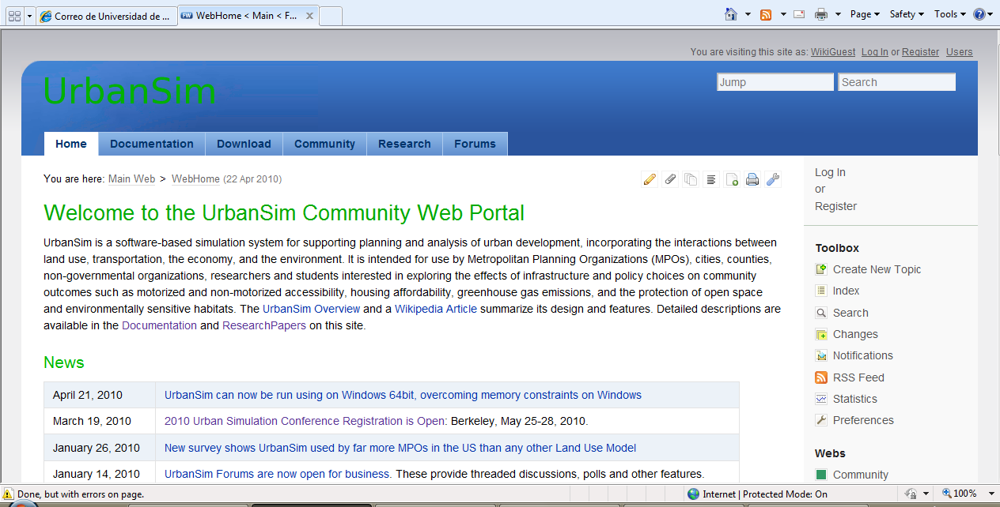 Correo de Universidad de ...
WebHome < Main < F...
Page
Safety
Tools
You are visiting this site as: WikiGuest Log In or Register Users
UrbanSim
Jump
Search
Home
Documentation
Download
Community
Research
Forums
You are here: Main Web > WebHome (22 Apr 2010)
Welcome to the UrbanSim Community Web Portal
UrbanSim is a software-based simulation system for supporting planning and analysis of urban development, incorporating the interactions between
land use, transportation, the economy, and the environment. It is intended for use by Metropolitan Planning Organizations (MPOs), cities, counties,
non-governmental organizations, researchers and students interested in exploring the effects of infrastructure and policy choices on community
outcomes such as motorized and non-motorized accessibility, housing affordability, greenhouse gas emissions, and the protection of open space
and environmentally sensitive habitats. The UrbanSim Overview and a Wikipedia Article summarize its design and features. Detailed descriptions are
available in the Documentation and ResearchPapers on this site.
News
April 21, 2010 UrbanSim can now be run using on Windows 64bit, overcoming memory constraints on Windows
March 19, 2010 2010 Urban Simulation Conference Registration is Open: Berkeley, May 25-28, 2010.
January 26, 2010 New survey shows UrbanSim used by far more MPOs in the US than any other Land Use Model
January 14, 2010 UrbanSim Forums are now open for business. These provide threaded discussions, polls and other features.
Log In
or
Register
Toolbox
Create New Topic
Index
Search
Changes
Notifications
RSS Feed
Statistics
Preferences
Webs
Community
Done, but with errors on page.
Internet | Protected Mode: On
100%